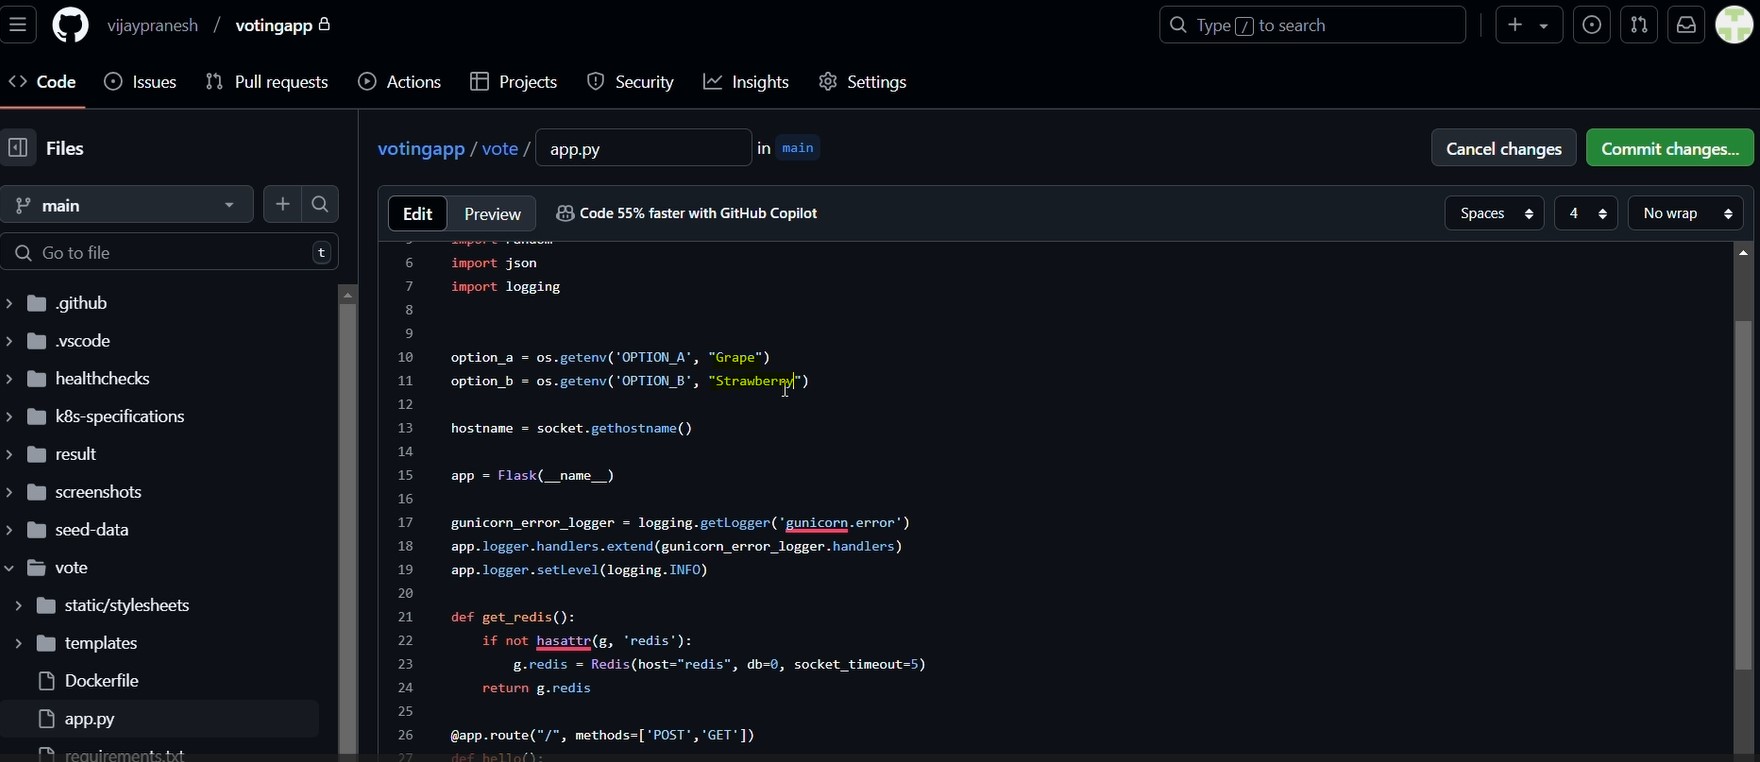 vijaypranesh / votingapp
Type / to search
Code Issues Pull requests Actions Projects Security Insights Settings
Files
votingapp / vote / app.py in main
Cancel changes Commit changes...
main
Edit Preview Code 55% faster with GitHub Copilot
Spaces 4 No wrap
Go to file t
.github
.vscode
healthchecks
k8s-specifications
result
screenshots
seed-data
vote
static/stylesheets
templates
Dockerfile
app.py
requirements.txt
5 import random
6 import json
7 import logging
8
9
10 option_a = os.getenv('OPTION_A', "Grape")
11 option_b = os.getenv('OPTION_B', "Strawberry")
12
13 hostname = socket.gethostname()
14
15 app = Flask(__name__)
16
17 gunicorn_error_logger = logging.getLogger('gunicorn.error')
18 app.logger.handlers.extend(gunicorn_error_logger.handlers)
19 app.logger.setLevel(logging.INFO)
20
21 def get_redis():
22 if not hasattr(g, 'redis'):
23 g.redis = Redis(host="redis", db=0, socket_timeout=5)
24 return g.redis
25
26 @app.route("/", methods=['POST','GET'])
27 def hello():